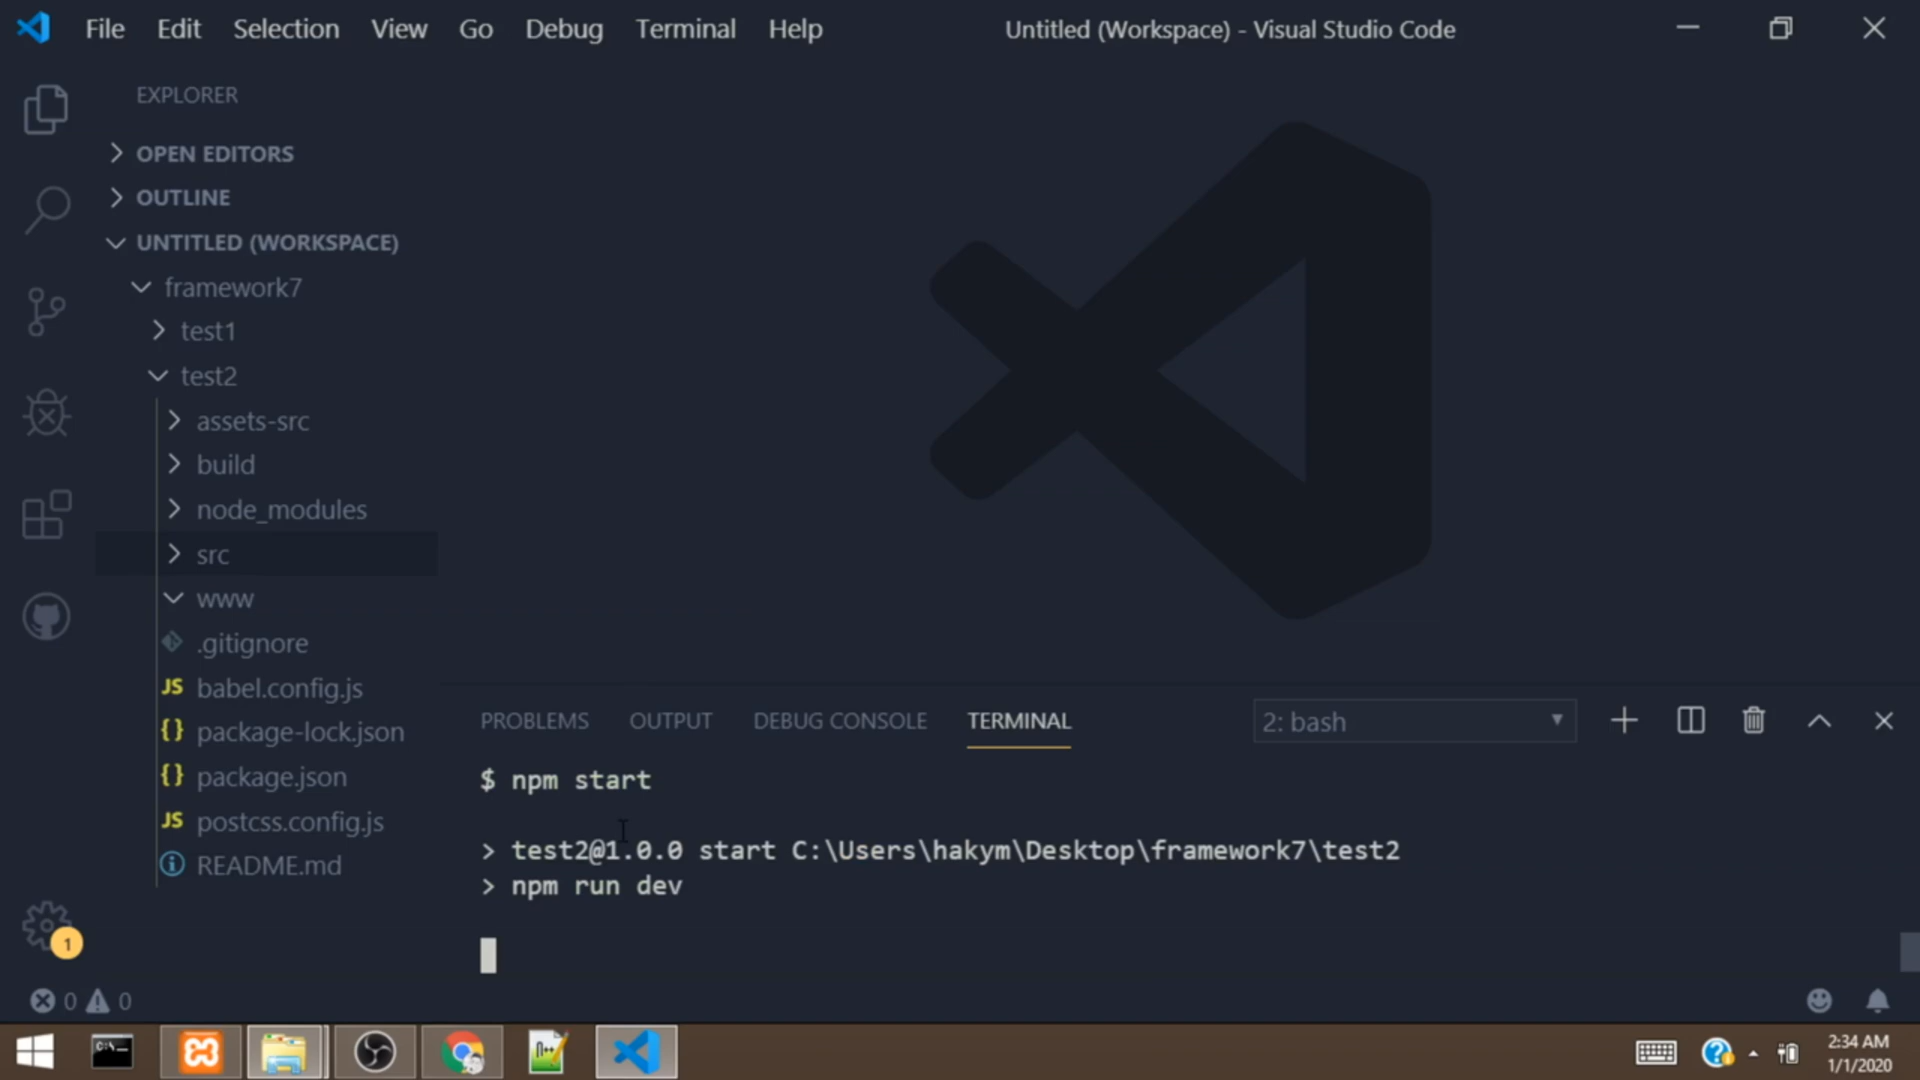 File Edit Selection View Go Debug Terminal Help
Untitled (Workspace) - Visual Studio Code
EXPLORER
OPEN EDITORS
OUTLINE
UNTITLED (WORKSPACE)
framework7
test1
test2
assets-src
build
node_modules
src
www
.gitignore
JS babel.config.js
{} package-lock.json
{} package.json
JS postcss.config.js
README.md
1
0 0
PROBLEMS OUTPUT DEBUG CONSOLE TERMINAL
2: bash
$ npm start
> test2@1.0.0 start C:\Users\hakym\Desktop\framework7\test2
> npm run dev
C:\_
2:34 AM
1/1/2020